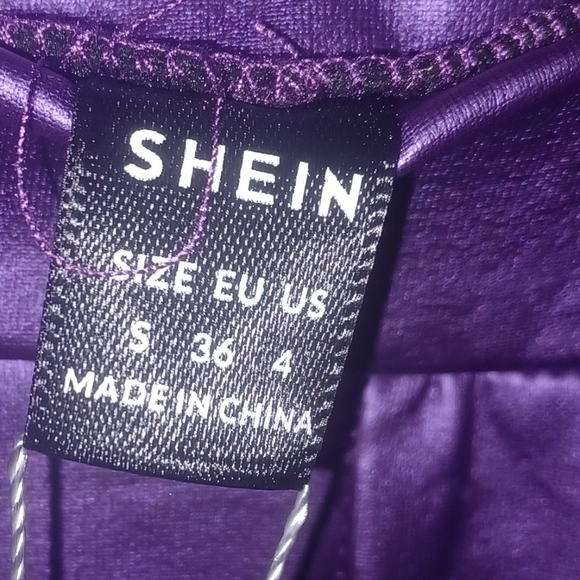 SHEIN
SIZE EU US
S 36 4
MADE IN CHINA